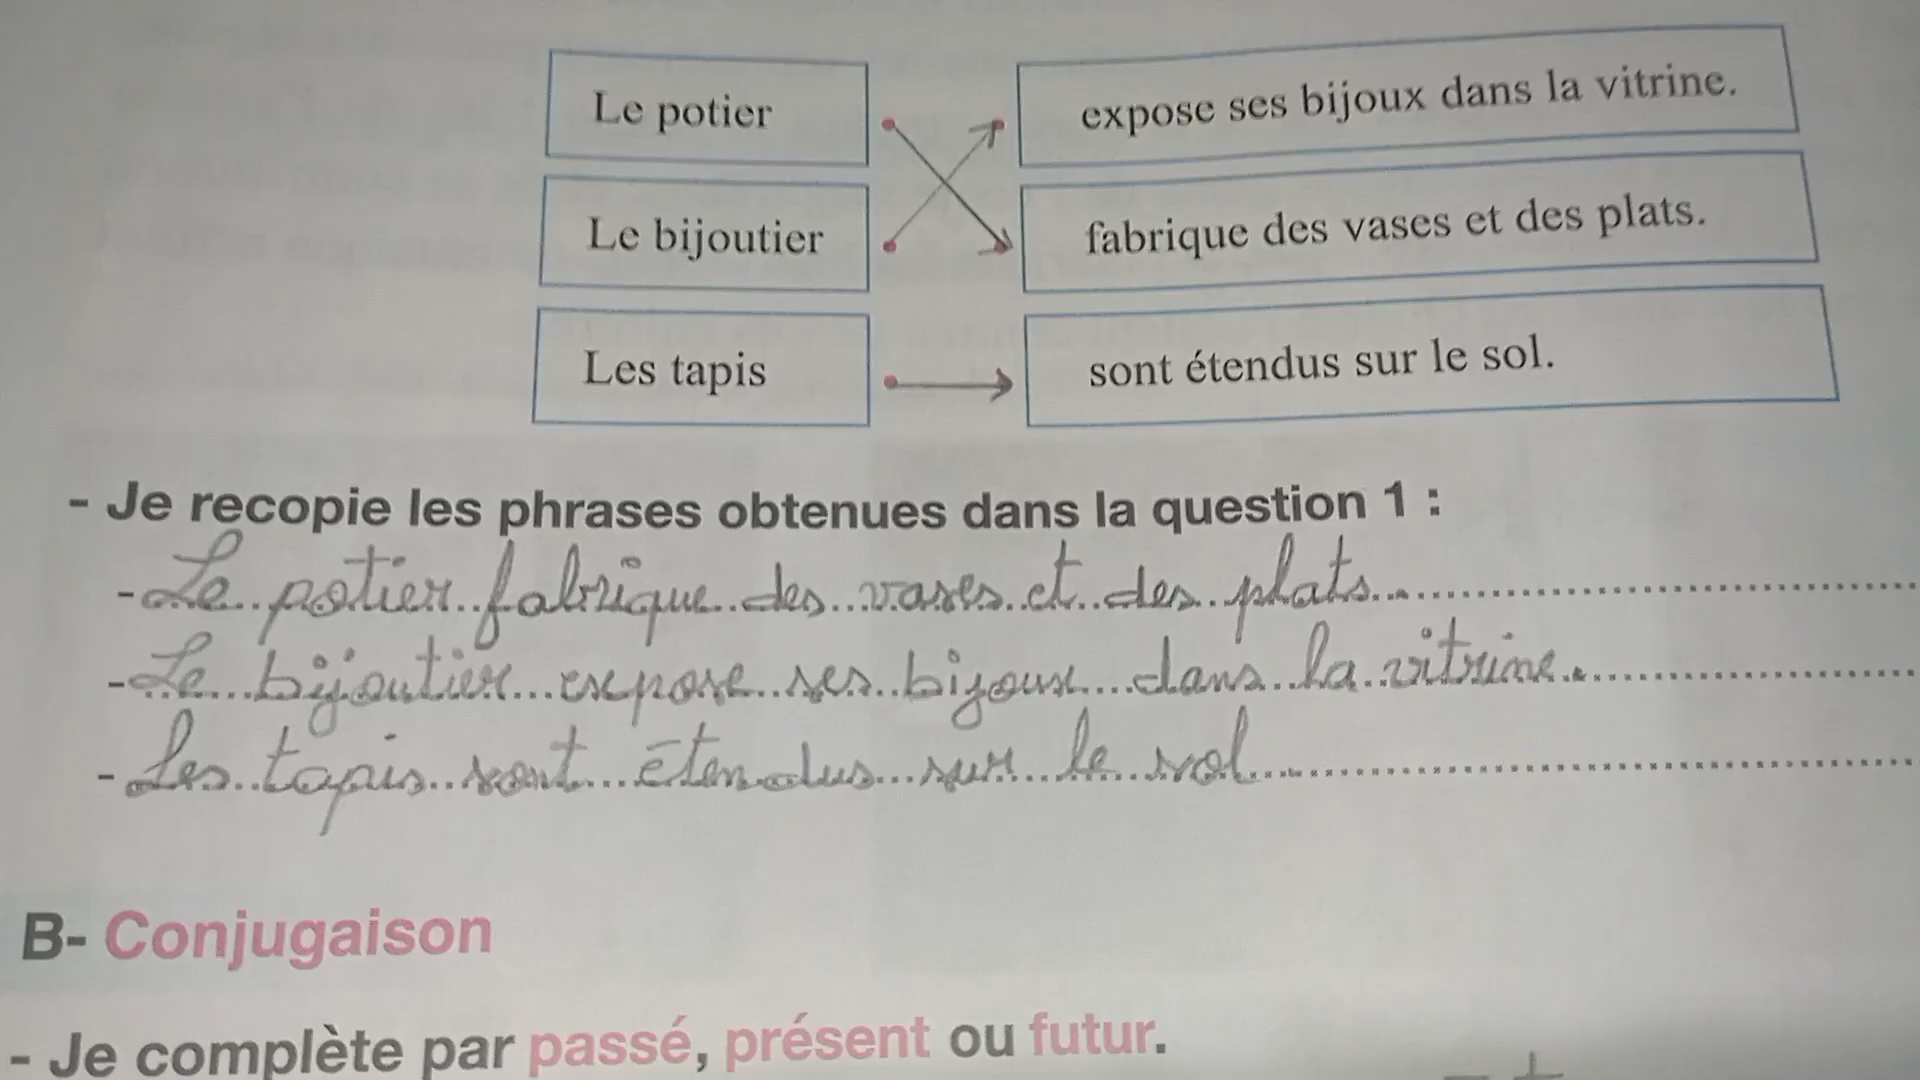 Le potier
expose ses bijoux dans la vitrine.
Le bijoutier
fabrique des vases et des plats.
Les tapis
sont étendus sur le sol.
- Je recopie les phrases obtenues dans la question 1 :
- Le potier fabrique des vases et des plats.
- Le bijoutier expose ses bijoux dans la vitrine.
- Les tapis sont étendus sur le sol.
B- Conjugaison
- Je complète par passé, présent ou futur.